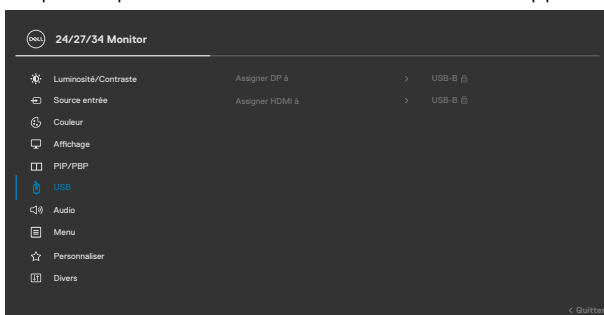 DELL 24/27/34 Monitor
Luminosité/Contraste Assigner DP à > USB-B
Source entrée Assigner HDMI à > USB-B
Couleur
Affichage
PIP/PBP
USB
Audio
Menu
Personnaliser
Divers
< Quitter